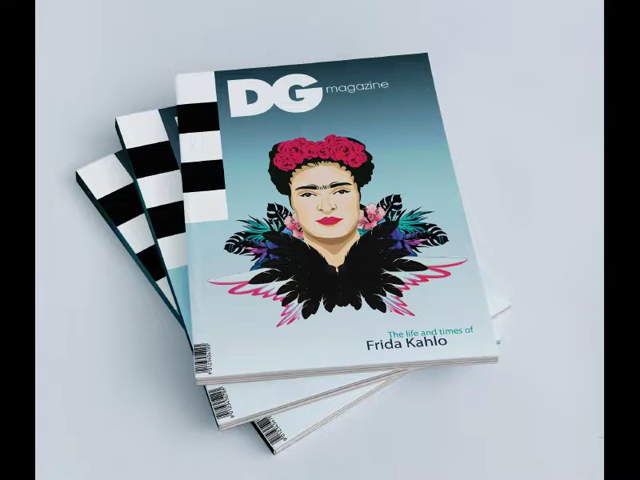 DG magazine
The life and times of
Frida Kahlo